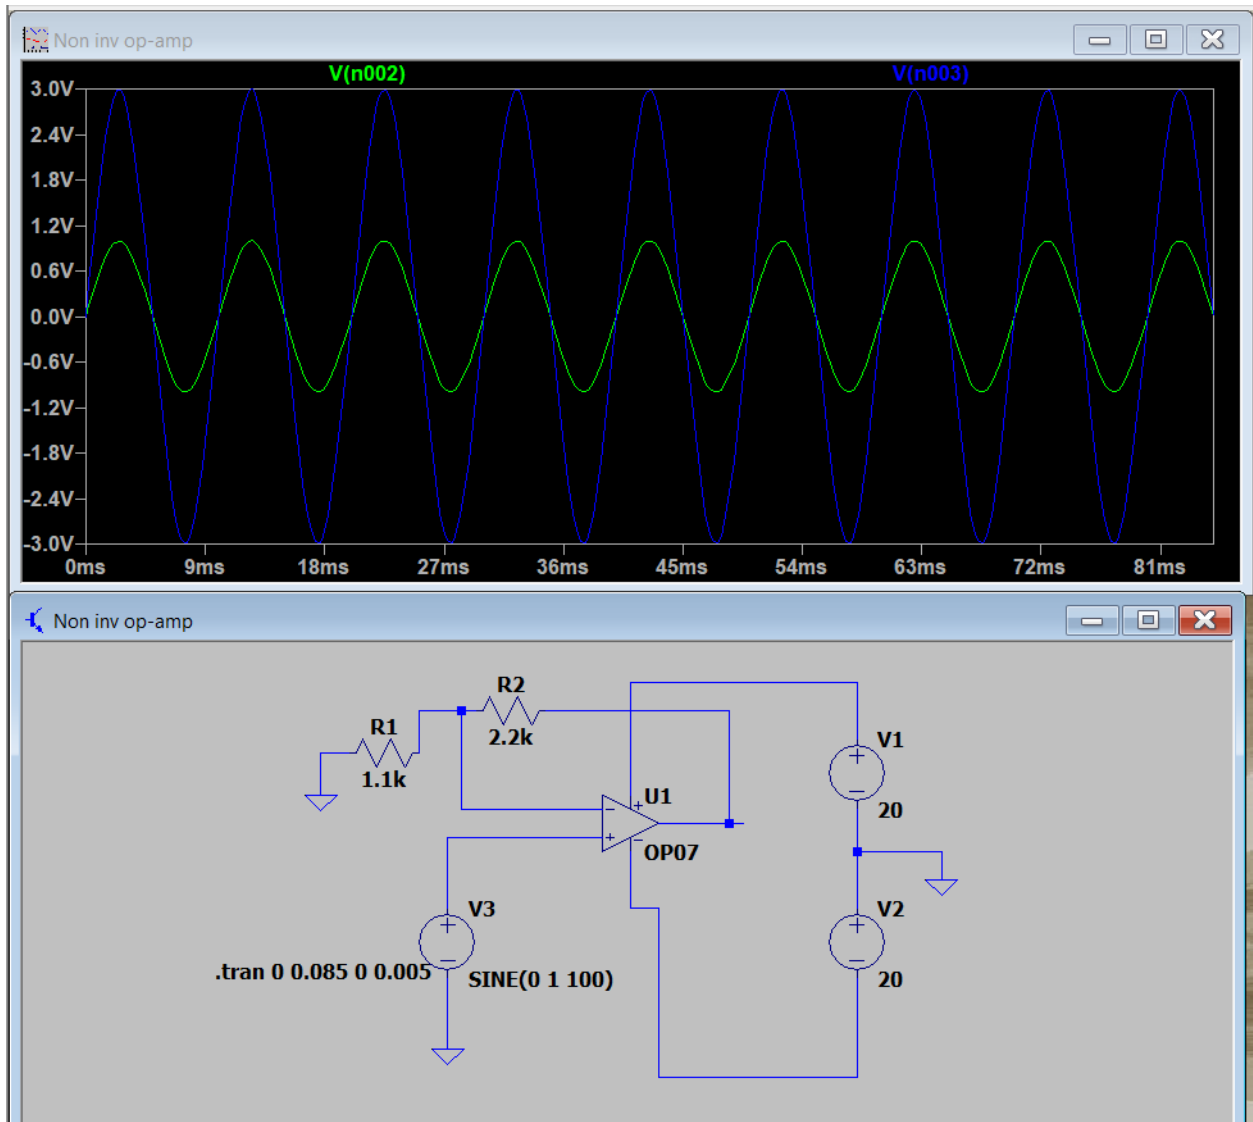 Non inv op-amp
V(n002) V(n003)
3.0V
2.4V
1.8V
1.2V
0.6V
0.0V
-0.6V
-1.2V
-1.8V
-2.4V
-3.0V
0ms 9ms 18ms 27ms 36ms 45ms 54ms 63ms 72ms 81ms
Non inv op-amp
R2
2.2k
R1
1.1k
V1
20
U1
OP07
V3
SINE(0 1 100)
.tran 0 0.085 0 0.005
V2
20